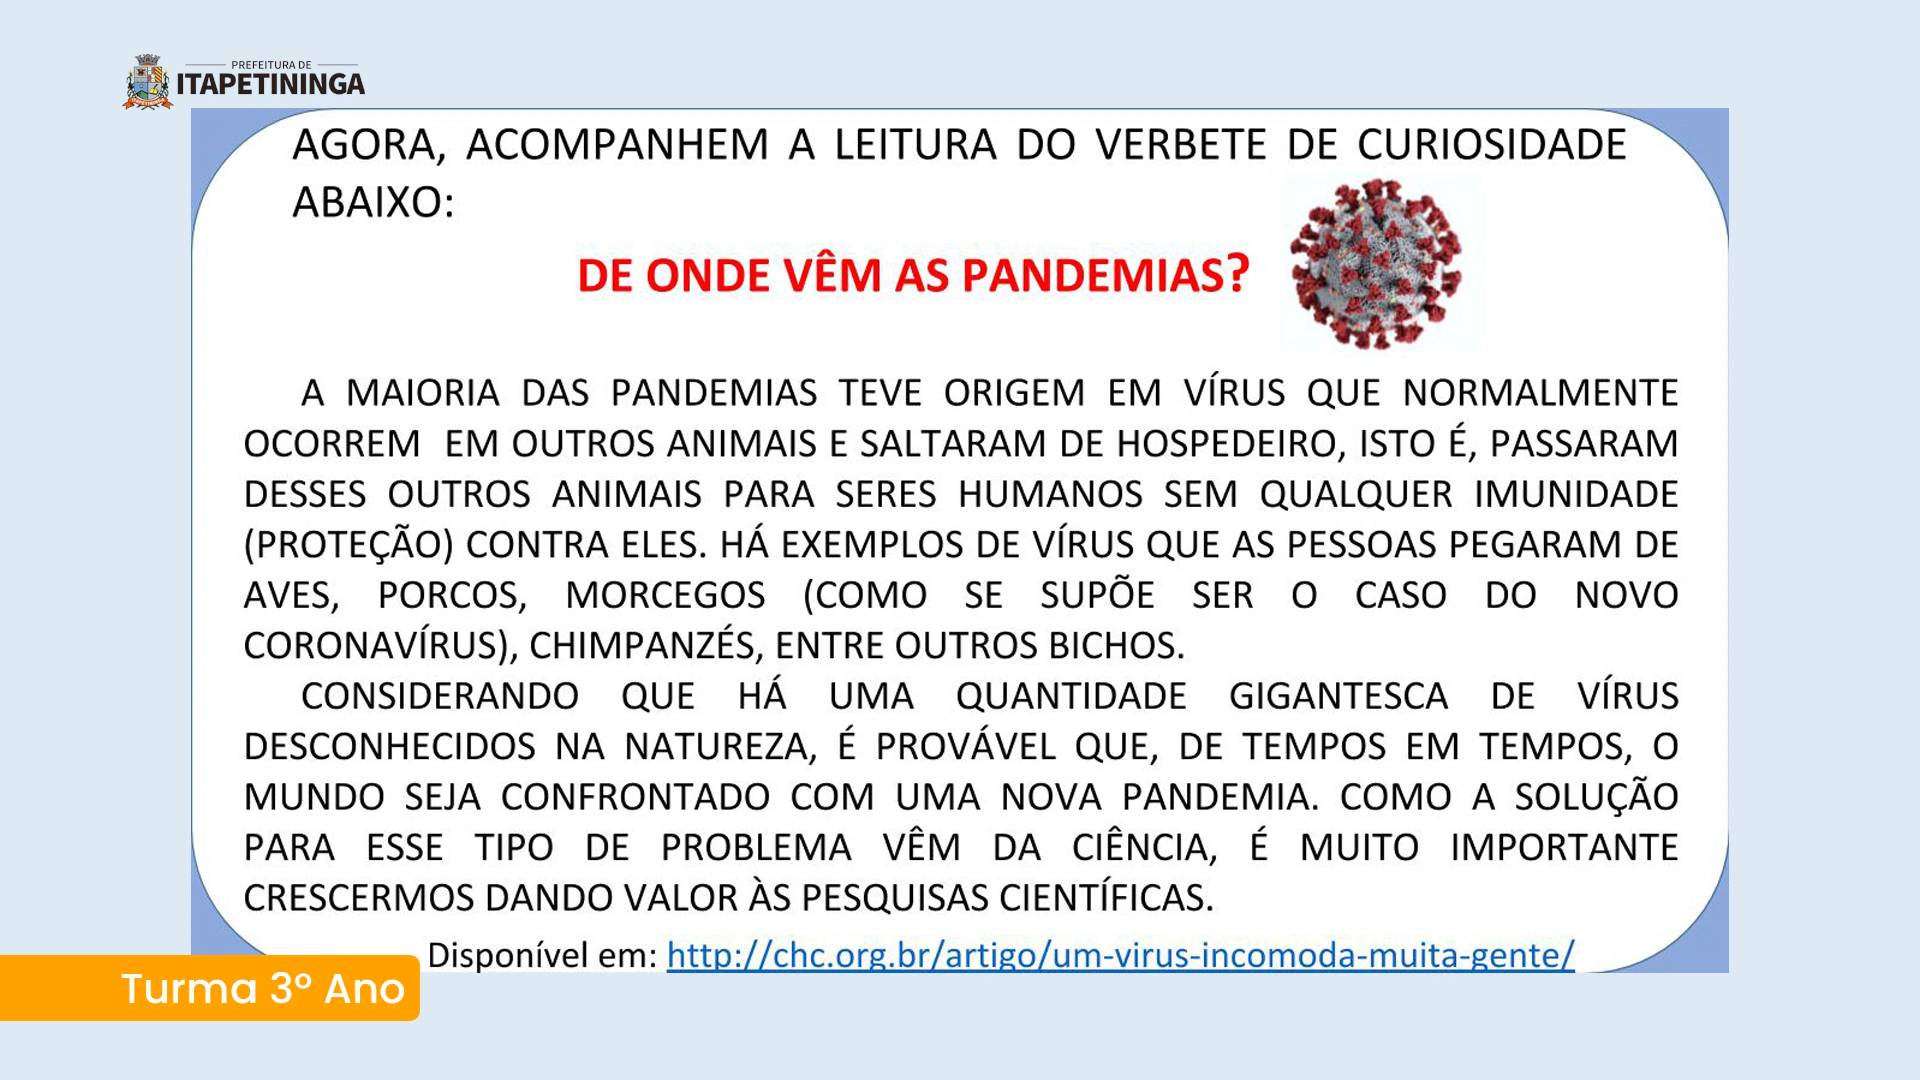 PREFEITURA DE
ITAPETININGA
AGORA, ACOMPANHEM A LEITURA DO VERBETE DE CURIOSIDADE
ABAIXO:
DE ONDE VÊM AS PANDEMIAS?
A MAIORIA DAS PANDEMIAS TEVE ORIGEM EM VÍRUS QUE NORMALMENTE
OCORREM EM OUTROS ANIMAIS E SALTARAM DE HOSPEDEIRO, ISTO É, PASSARAM
DESSES OUTROS ANIMAIS PARA SERES HUMANOS SEM QUALQUER IMUNIDADE
(PROTEÇÃO) CONTRA ELES. HÁ EXEMPLOS DE VÍRUS QUE AS PESSOAS PEGARAM DE
AVES, PORCOS, MORCEGOS (COMO SE SUPÕE SER O CASO DO NOVO
CORONAVÍRUS), CHIMPANZÉS, ENTRE OUTROS BICHOS.
CONSIDERANDO QUE HÁ UMA QUANTIDADE GIGANTESCA DE VÍRUS
DESCONHECIDOS NA NATUREZA, É PROVÁVEL QUE, DE TEMPOS EM TEMPOS, O
MUNDO SEJA CONFRONTADO COM UMA NOVA PANDEMIA. COMO A SOLUÇÃO
PARA ESSE TIPO DE PROBLEMA VÊM DA CIÊNCIA, É MUITO IMPORTANTE
CRESCERMOS DANDO VALOR ÀS PESQUISAS CIENTÍFICAS.
Disponível em: http://chc.org.br/artigo/um-virus-incomoda-muita-gente/
Turma 3º Ano